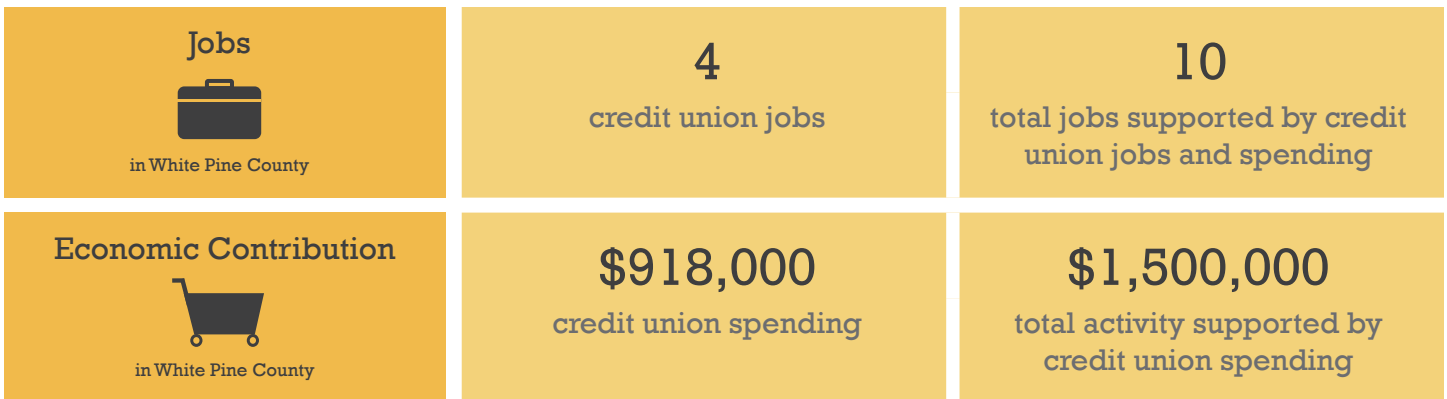 Jobs
in White Pine County
4
credit union jobs
10
total jobs supported by credit
union jobs and spending
Economic Contribution
in White Pine County
$918,000
credit union spending
$1,500,000
total activity supported by
credit union spending